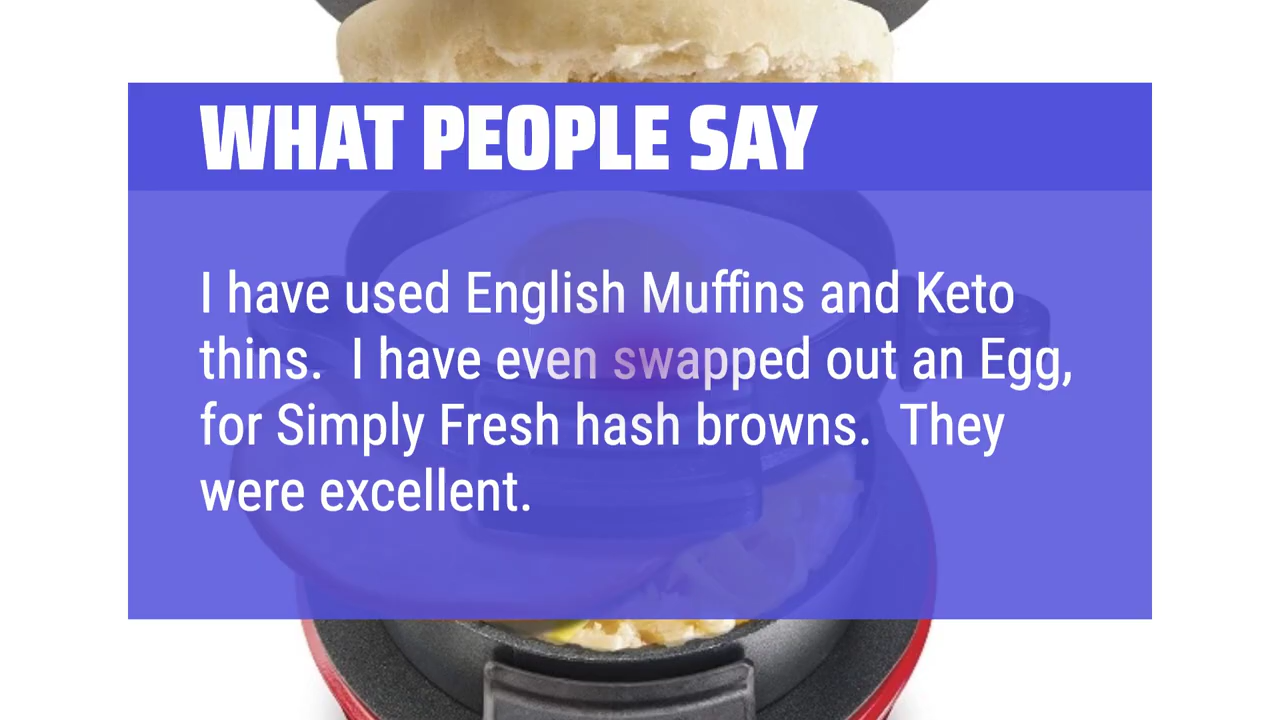 WHAT PEOPLE SAY
I have used English Muffins and Keto
thins.  I have even swapped out an Egg,
for Simply Fresh hash browns.  They
were excellent.